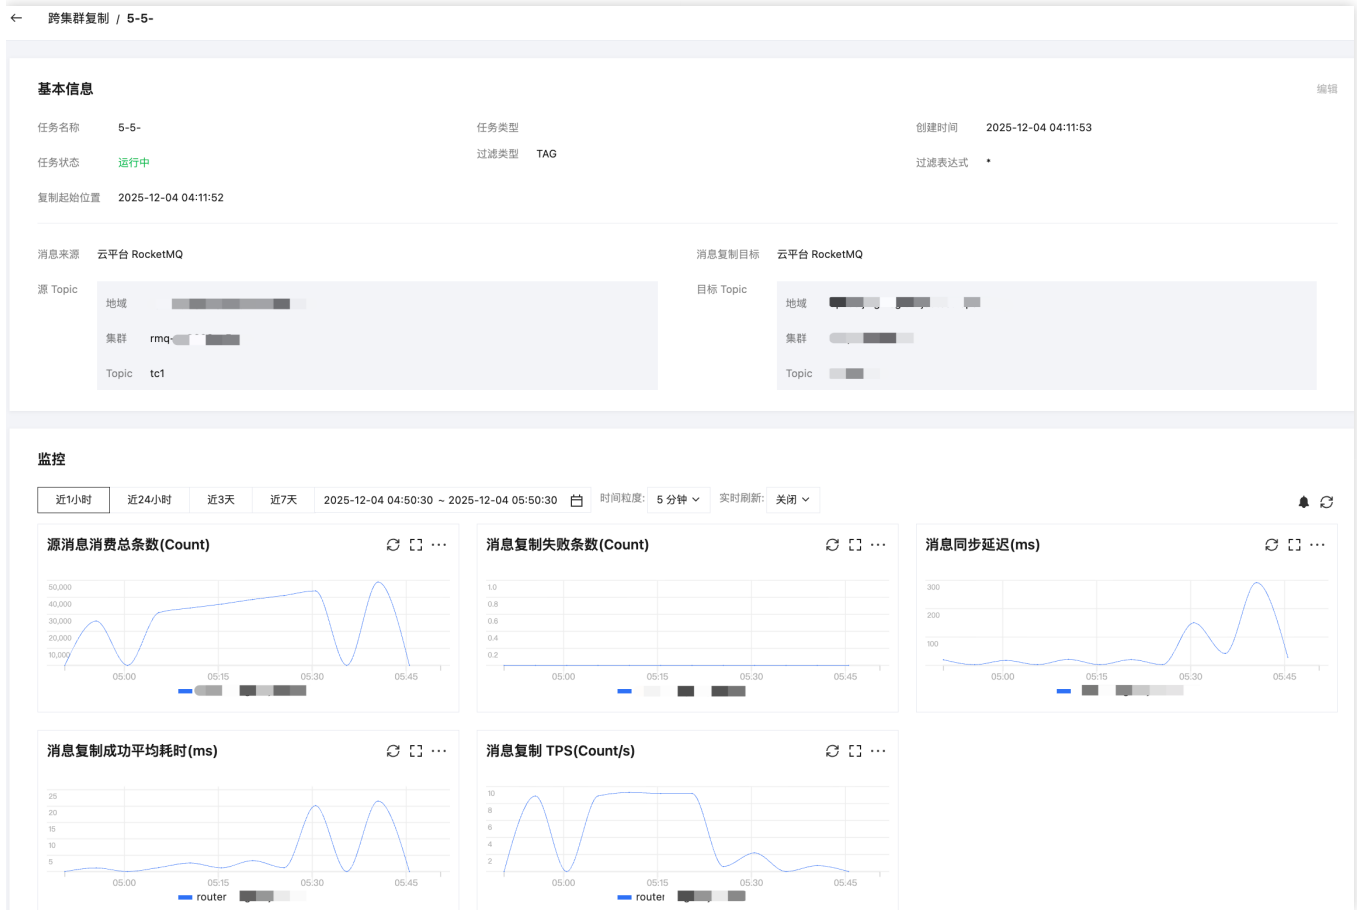 ← 跨集群复制 / 5-5-
基本信息 编辑
任务名称 5-5- 任务类型 创建时间 2025-12-04 04:11:53
任务状态 运行中 过滤类型 TAG 过滤表达式 *
复制起始位置 2025-12-04 04:11:52
消息来源 云平台 RocketMQ 消息复制目标 云平台 RocketMQ
源 Topic 目标 Topic
地域 地域
集群 rmq- 集群
Topic tc1 Topic
监控
近1小时 近24小时 近3天 近7天 2025-12-04 04:50:30 ~ 2025-12-04 05:50:30 时间粒度: 5 分钟 实时刷新: 关闭
源消息消费总条数(Count)
50,000
40,000
30,000
20,000
10,000
05:00 05:15 05:30 05:45
消息复制失败条数(Count)
1.0
0.8
0.6
0.4
0.2
05:00 05:15 05:30 05:45
消息同步延迟(ms)
300
200
100
05:00 05:15 05:30 05:45
消息复制成功平均耗时(ms)
25
20
15
10
5
05:00 05:15 05:30 05:45
router
消息复制 TPS(Count/s)
10
8
6
4
2
05:00 05:15 05:30 05:45
router